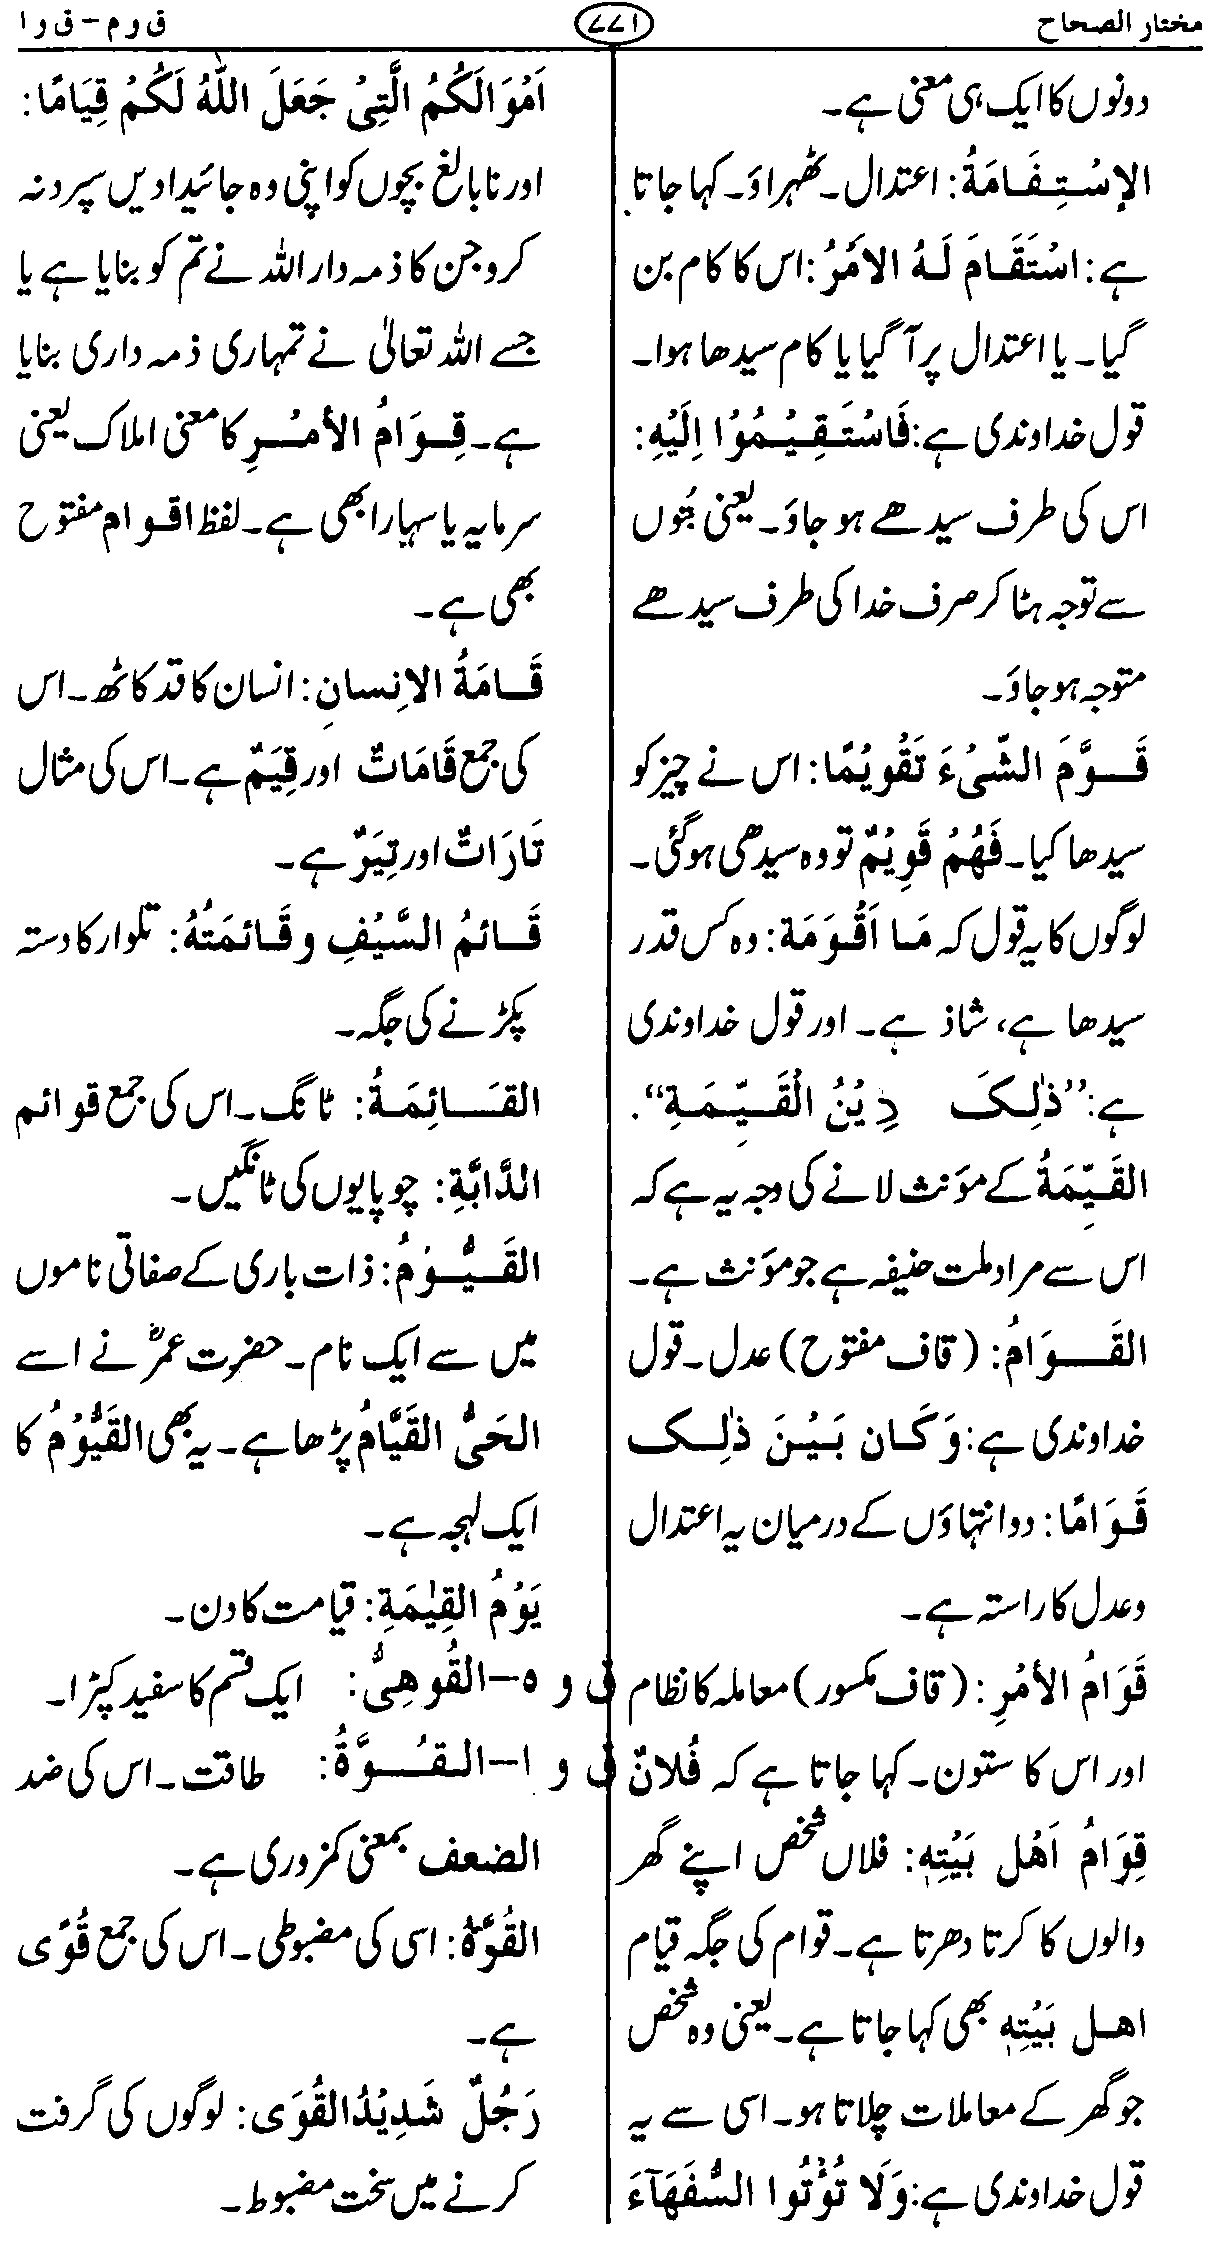 مختار الصحاح
۷۷۱
ق و م – ق و ا
دونوں کا ایک ہی معنی ہے۔
الإسْتِقَامَةُ: اعتدال۔ ٹھہراؤ۔ کہا جاتا
ہے: اسْتَقَامَ لَهُ الأَمْرُ: اس کا کام بن
گیا۔ یا اعتدال پر آ گیا یا کام سیدھا ہوا۔
قول خداوندی ہے: فَاسْتَقِيْمُوْا اِلَيْهِ:
اس کی طرف سیدھے ہو جاؤ۔ یعنی بتوں
سے توجہ ہٹا کر صرف خدا کی طرف سیدھے
متوجہ ہو جاؤ۔
قَوَّمَ الشَّيْءَ تَقْوِيْمًا: اس نے چیز کو
سیدھا کیا۔ فَهُمْ قَوِيْمٌ تو وہ سیدھی ہو گئی۔
لوگوں کا یہ قول کہ مَا اَقْوَمَهٗ: وہ کس قدر
سیدھا ہے، شاذ ہے۔ اور قول خداوندی
ہے: ”ذٰلِكَ دِيْنُ الْقَيِّمَةِ“.
القَيِّمَةُ کے مؤنث لانے کی وجہ یہ ہے کہ
اس سے مراد ملت حنیفہ ہے جو مؤنث ہے۔
القَوَامُ: (قاف مفتوح) عدل۔ قول
خداوندی ہے: وَكَان بَيْنَ ذٰلِك
قَوَامًا: دو انتہاؤں کے درمیان یہ اعتدال
و عدل کا راستہ ہے۔
قَوَامُ الأمْرِ: (قاف مکسور) معاملہ کا نظام
اور اس کا ستون۔ کہا جاتا ہے کہ فُلانٌ
قِوَامُ اَهْل بَيْتِهٖ: فلاں شخص اپنے گھر
والوں کا کرتا دھرتا ہے۔ قوام کی جگہ قیام
اهل بَيْتِهٖ بھی کہا جاتا ہے۔ یعنی وہ شخص
جو گھر کے معاملات چلاتا ہو۔ اسی سے یہ
قول خداوندی ہے: وَلَا تُؤْتُوا السُّفَهَآءَ
اَمْوَالَكُمُ الَّتِيْ جَعَلَ اللّٰهُ لَكُمْ قِيَامًا:
اور نابالغ بچوں کو اپنی وہ جائیدادیں سپرد نہ
کرو جن کا ذمہ دار اللہ نے تم کو بنایا ہے یا
جسے اللہ تعالیٰ نے تمہاری ذمہ داری بنایا
ہے۔ قِوَامُ الأمْرِ کا معنی املاک یعنی
سرمایہ یا سہارا بھی ہے۔ لفظ اقوام مفتوح
بھی ہے۔
قَامَةُ الإنسانِ: انسان کا قد کاٹھ۔ اس
کی جمع قَامَاتٌ اور قِيَمٌ ہے۔ اس کی مثال
تَارَاتٌ اور تِيَرٌ ہے۔
قَائمُ السَّيْفِ وقَائمَتُهُ: تلوار کا دستہ
پکڑنے کی جگہ۔
القَائِمَةُ: ٹانگ۔ اس کی جمع قوائم
الدَّابَّةِ: چوپایوں کی ٹانگیں۔
القَيُّوْمُ: ذات باری کے صفاتی ناموں
میں سے ایک نام۔ حضرت عمرؓ نے اسے
الحَيُّ القَيَّامُ پڑھا ہے۔ یہ بھی القَيُّوْمُ کا
ایک لہجہ ہے۔
يَوْمُ القِيٰمَةِ: قیامت کا دن۔
ق و ہ – القُوهِيُّ: ایک قسم کا سفید کپڑا۔
ق و ا – القُوَّةُ: طاقت۔ اس کی ضد
الضعف بمعنی کمزوری ہے۔
القُوَّةُ: اسی کی مضبوطی۔ اس کی جمع قُوًى
ہے۔
رَجُلٌ شَدِيْدُ القُوَى: لوگوں کی گرفت
کرنے میں سخت مضبوط۔